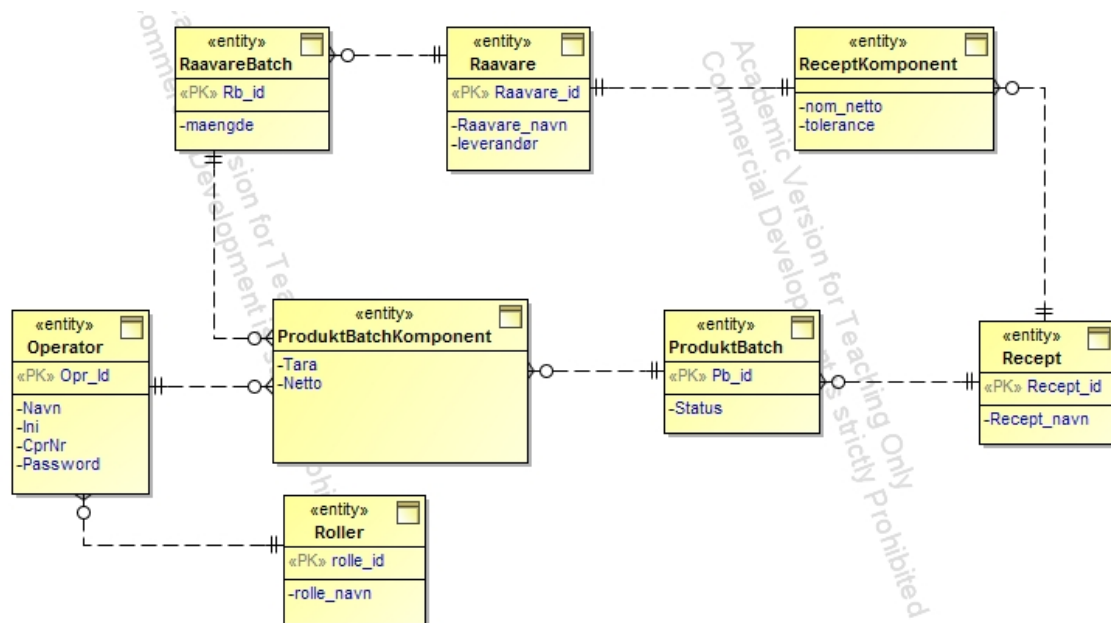 «entity»
RaavareBatch
«PK» Rb_id
-maengde
«entity»
Raavare
«PK» Raavare_id
-Raavare_navn
-leverandør
«entity»
ReceptKomponent
-nom_netto
-tolerance
«entity»
Operator
«PK» Opr_Id
-Navn
-Ini
-CprNr
-Password
«entity»
ProduktBatchKomponent
-Tara
-Netto
«entity»
ProduktBatch
«PK» Pb_id
-Status
«entity»
Recept
«PK» Recept_id
-Recept_navn
«entity»
Roller
«PK» rolle_id
-rolle_navn
Academic Version for Teaching Only
Commercial Development is strictly Prohibited